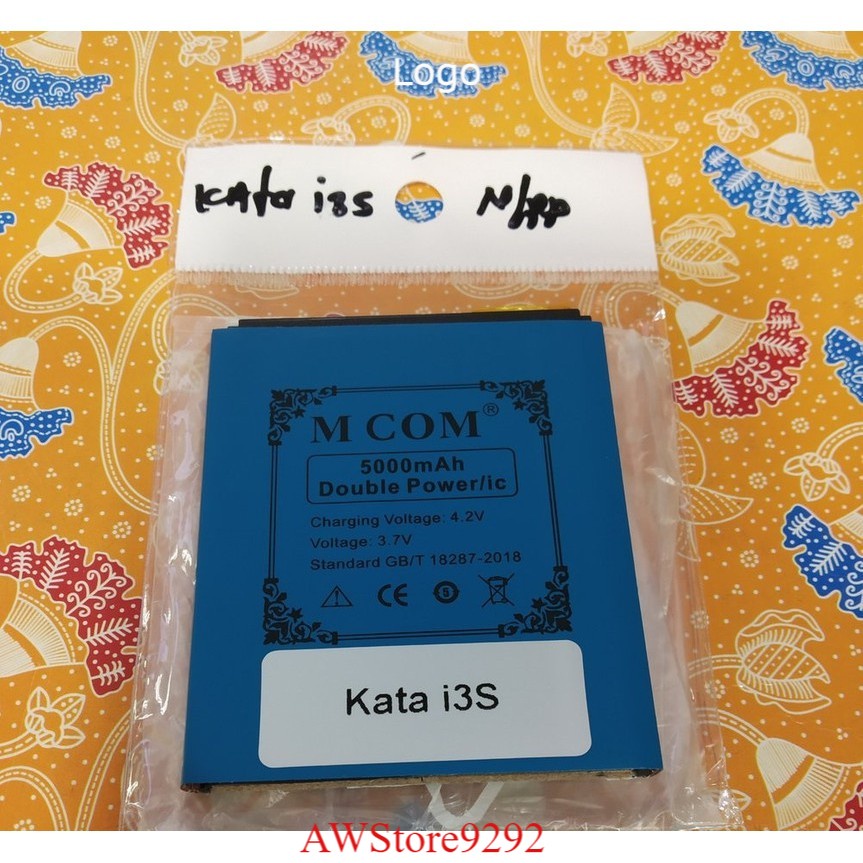 Logo
Kata i3s
M COM®
5000mAh
Double Power/ic
Charging Voltage: 4.2V
Voltage: 3.7V
Standard GB/T 18287-2018
CE
Kata i3S
AWStore9292